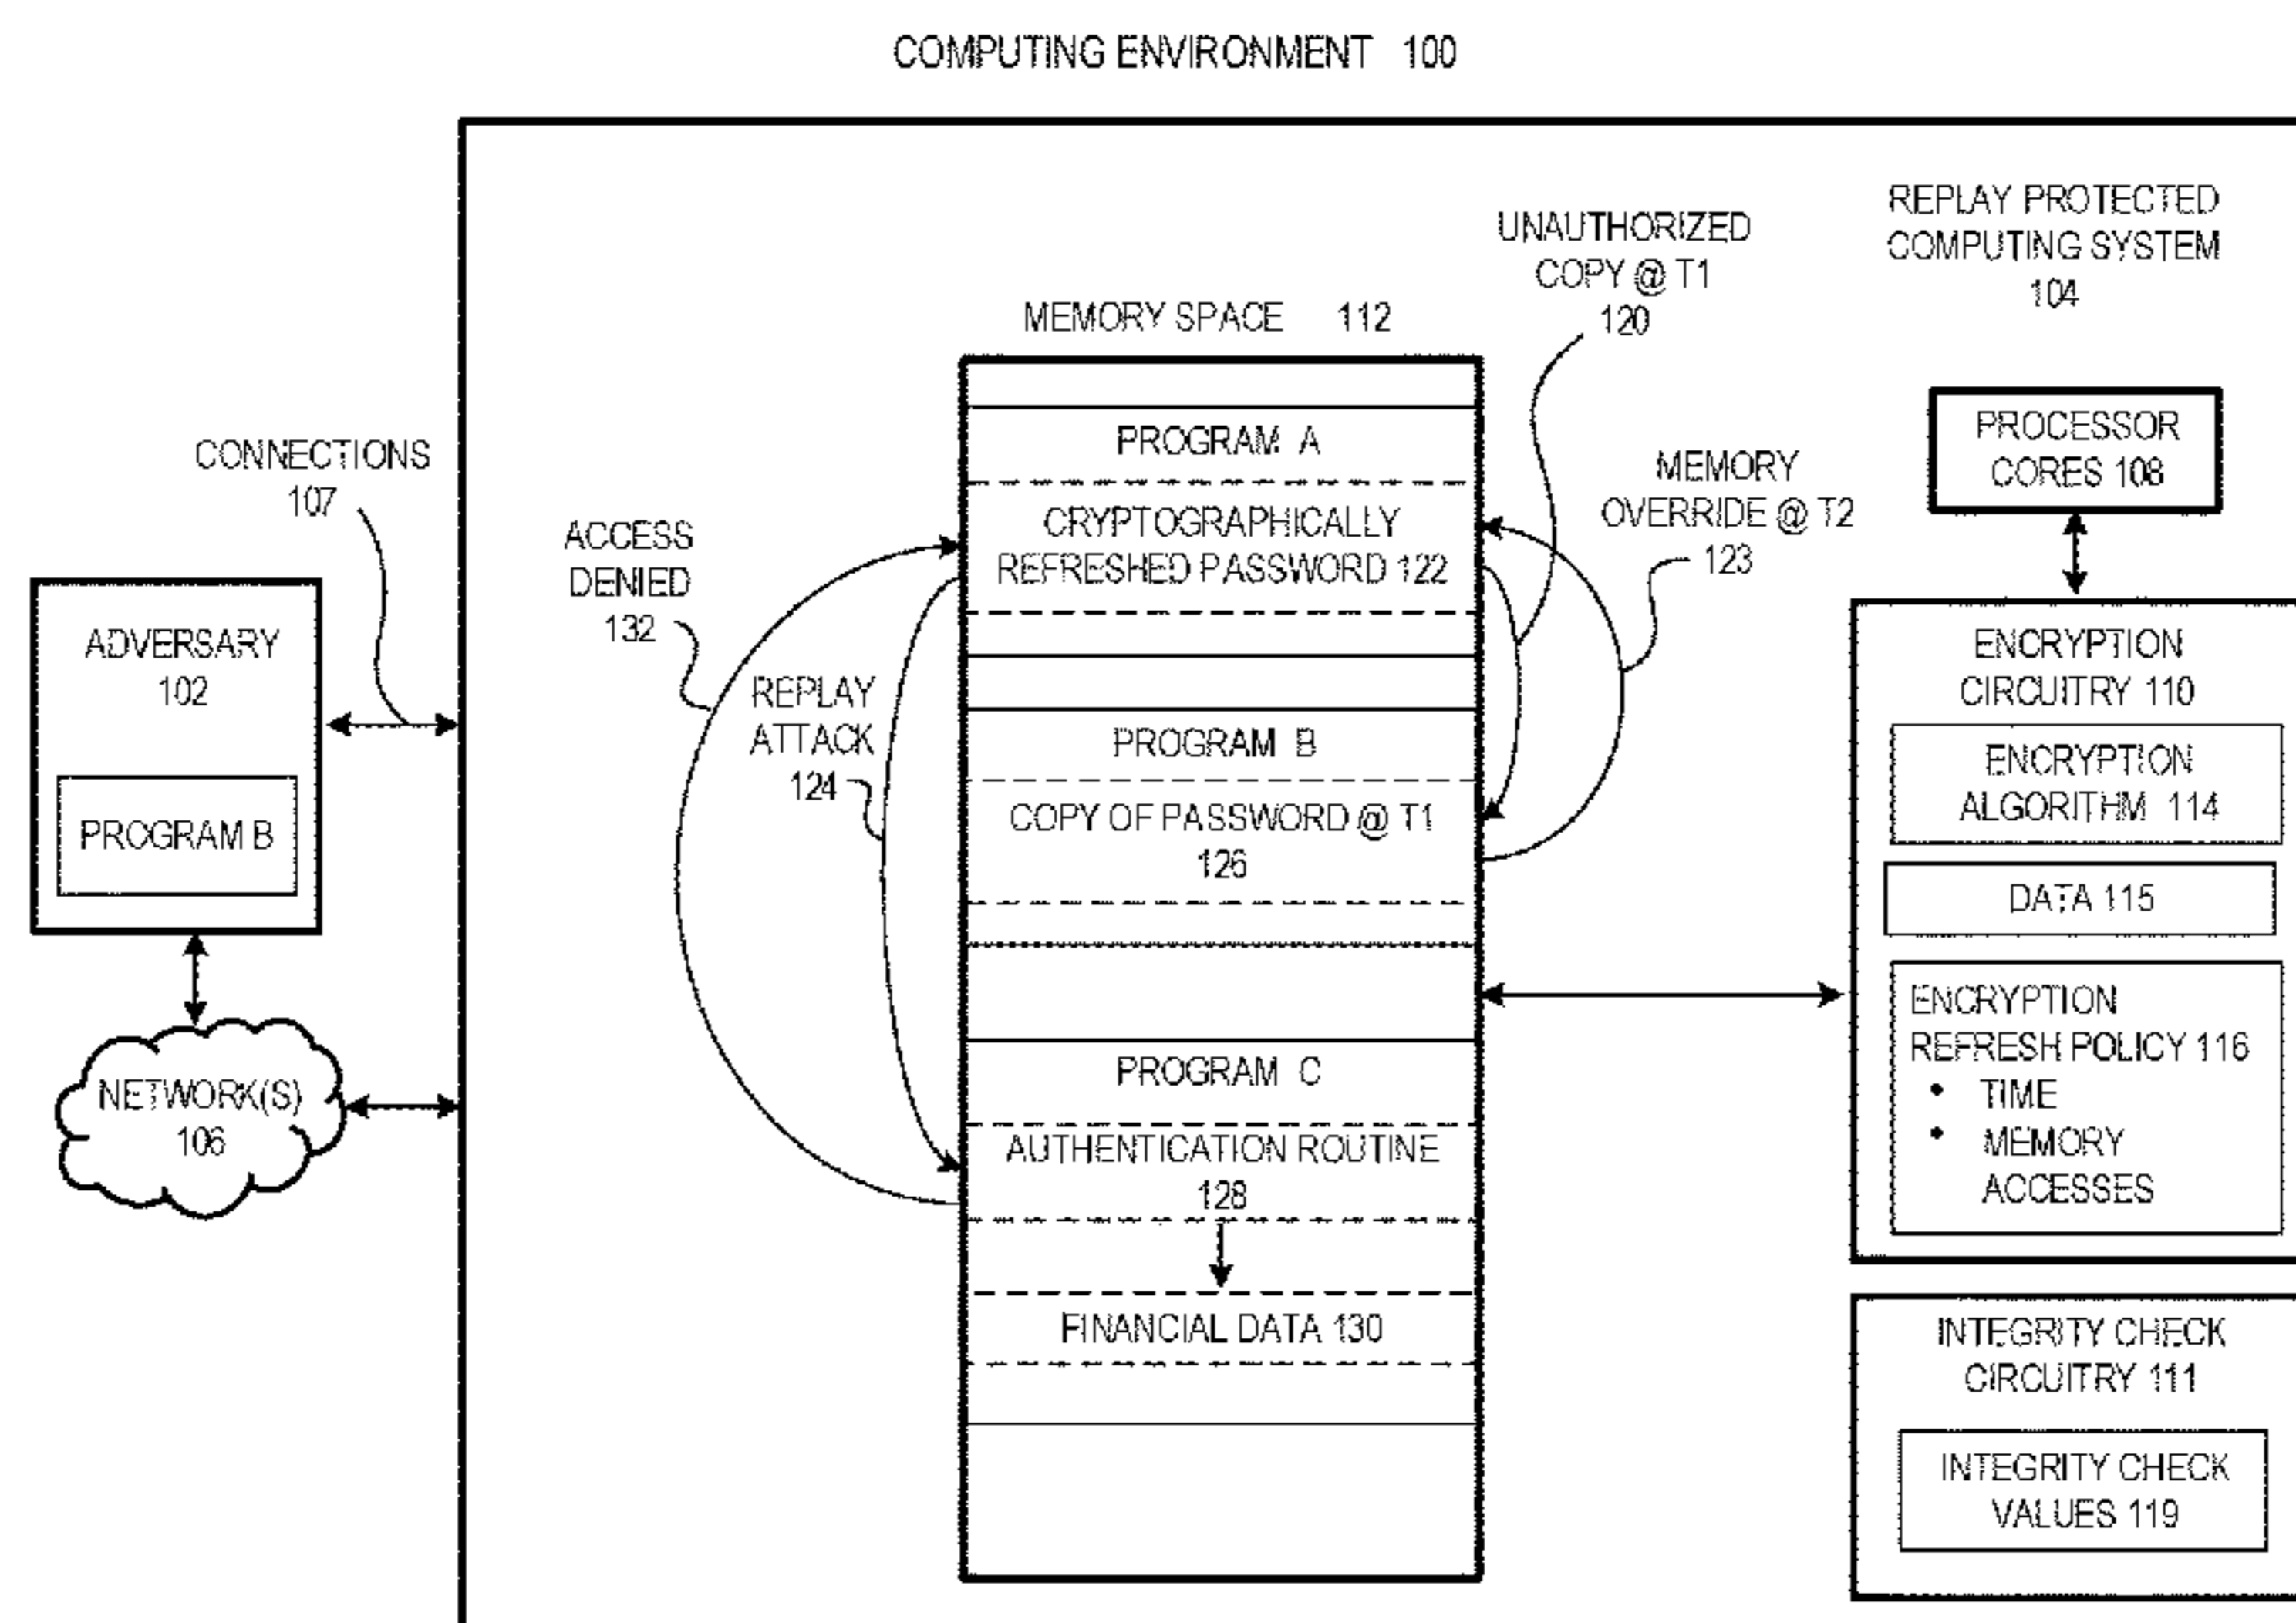 COMPUTING ENVIRONMENT 100
REPLAY PROTECTED
COMPUTING SYSTEM
104
UNAUTHORIZED
COPY @ T1
120
MEMORY SPACE 112
CONNECTIONS
107
ACCESS
DENIED
132
REPLAY
ATTACK
124
MEMORY
OVERRIDE @ T2
123
ADVERSARY
102
PROGRAM B
NETWORK(S)
106
PROGRAM A
CRYPTOGRAPHICALLY
REFRESHED PASSWORD 122
PROGRAM B
COPY OF PASSWORD @ T1
126
PROGRAM C
AUTHENTICATION ROUTINE
128
FINANCIAL DATA 130
PROCESSOR
CORES 108
ENCRYPTION
CIRCUITRY 110
ENCRYPTION
ALGORITHM 114
DATA 115
ENCRYPTION
REFRESH POLICY 116
• TIME
• MEMORY
ACCESSES
INTEGRITY CHECK
CIRCUITRY 111
INTEGRITY CHECK
VALUES 119